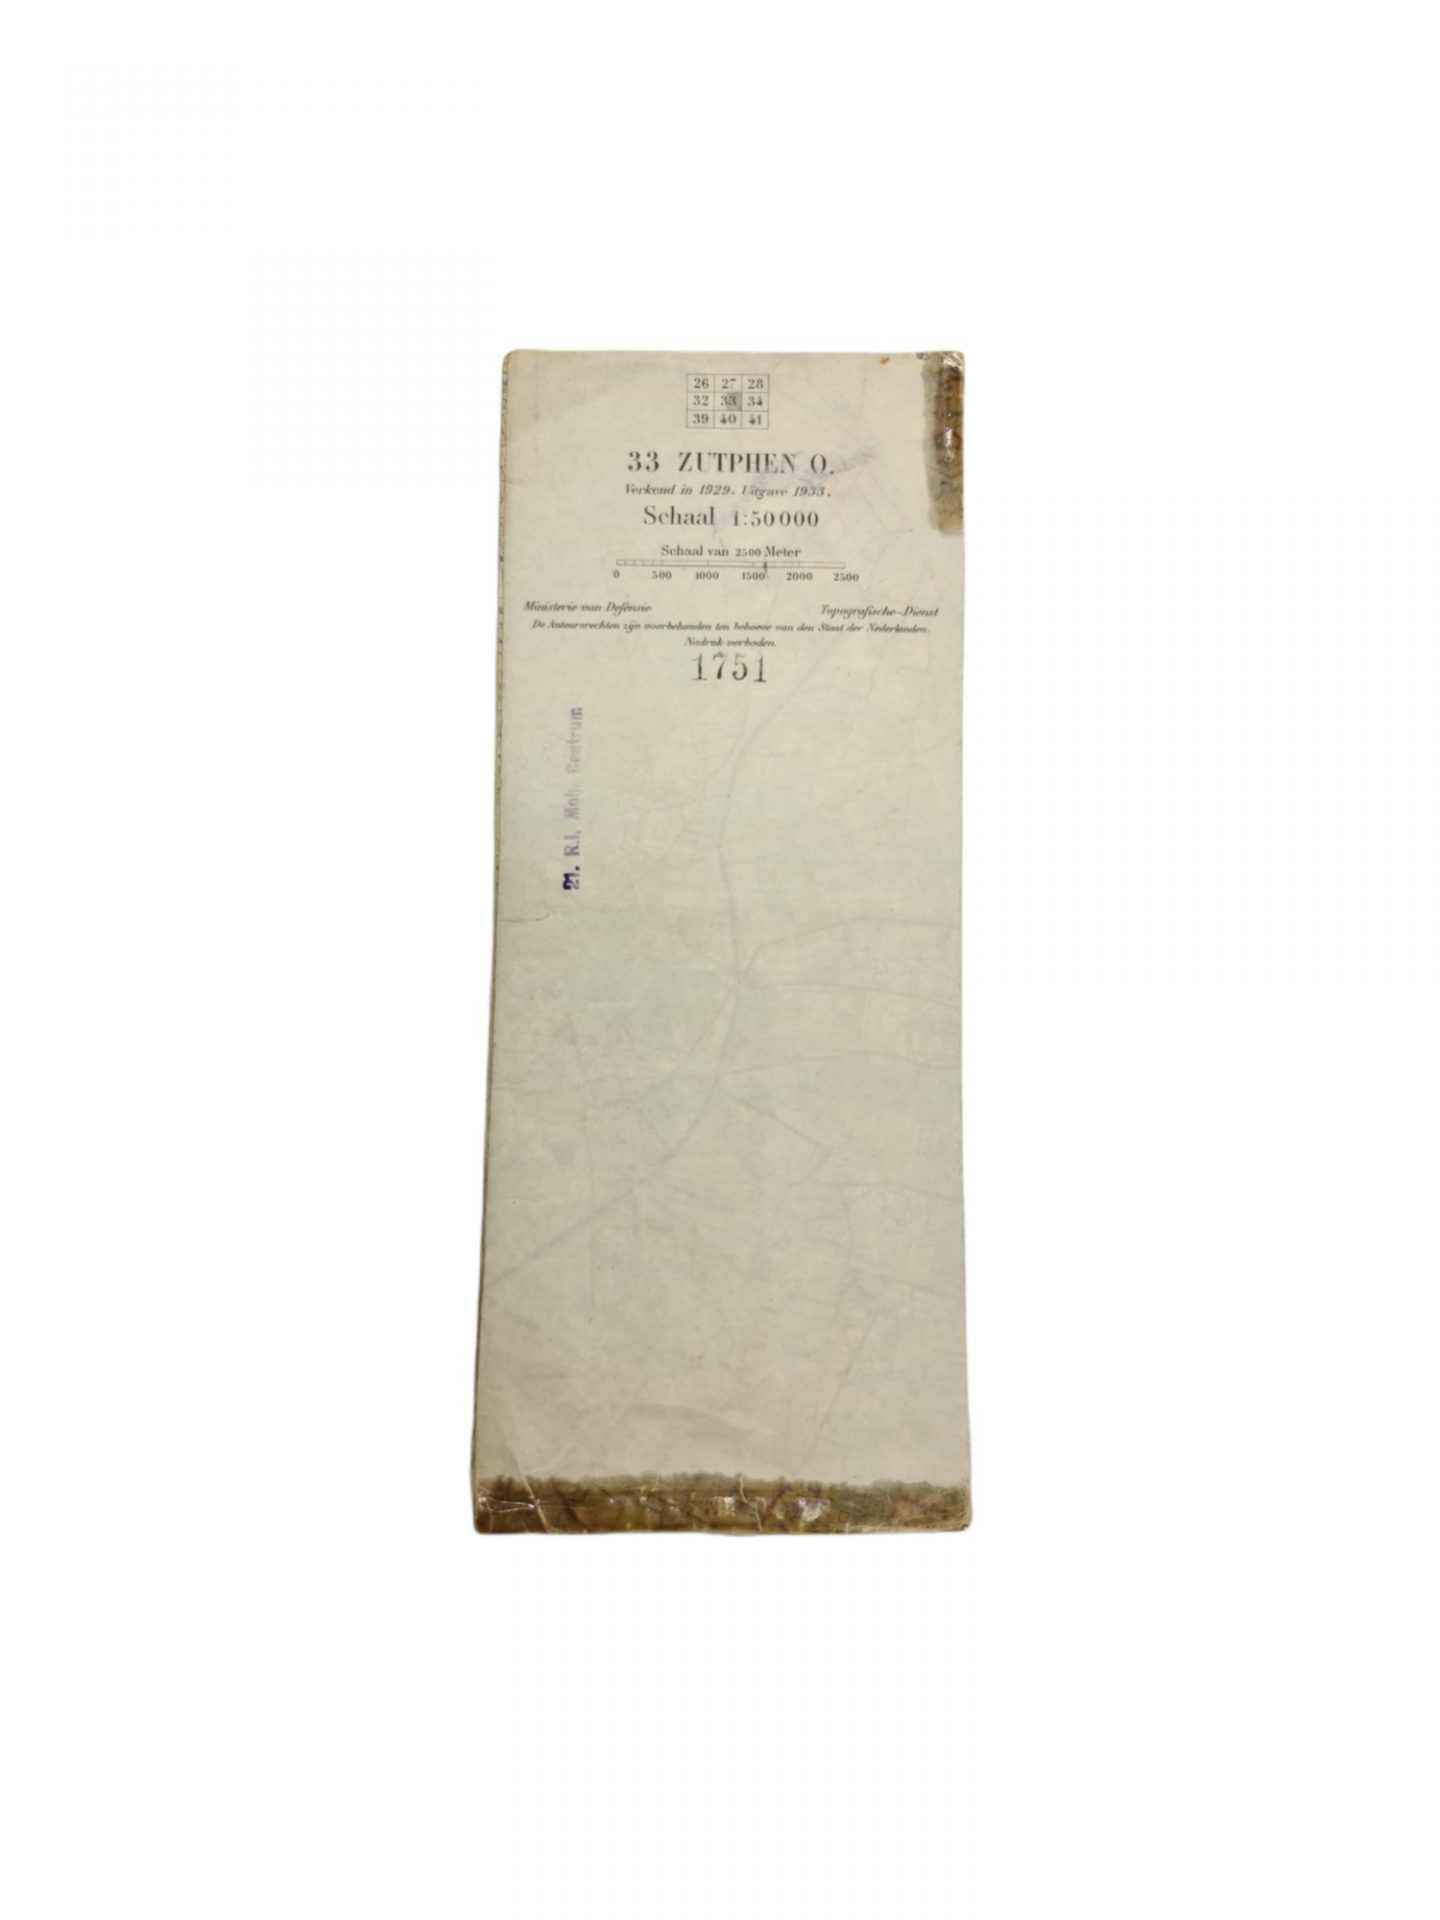 26 27 28
32 33 34
39 40 41
33 ZUTPHEN O.
Verkend in 1929. Uitgave 1933.
Schaal 1:50000
Schaal van 2500 Meter
0 500 1000 1500 2000 2500
Ministerie van Defensie Topografische-Dienst
De Auteursrechten zijn voorbehouden ten behoeve van den Staat der Nederlanden.
Nadruk verboden.
1751
21. R.I. Mob. Centrum